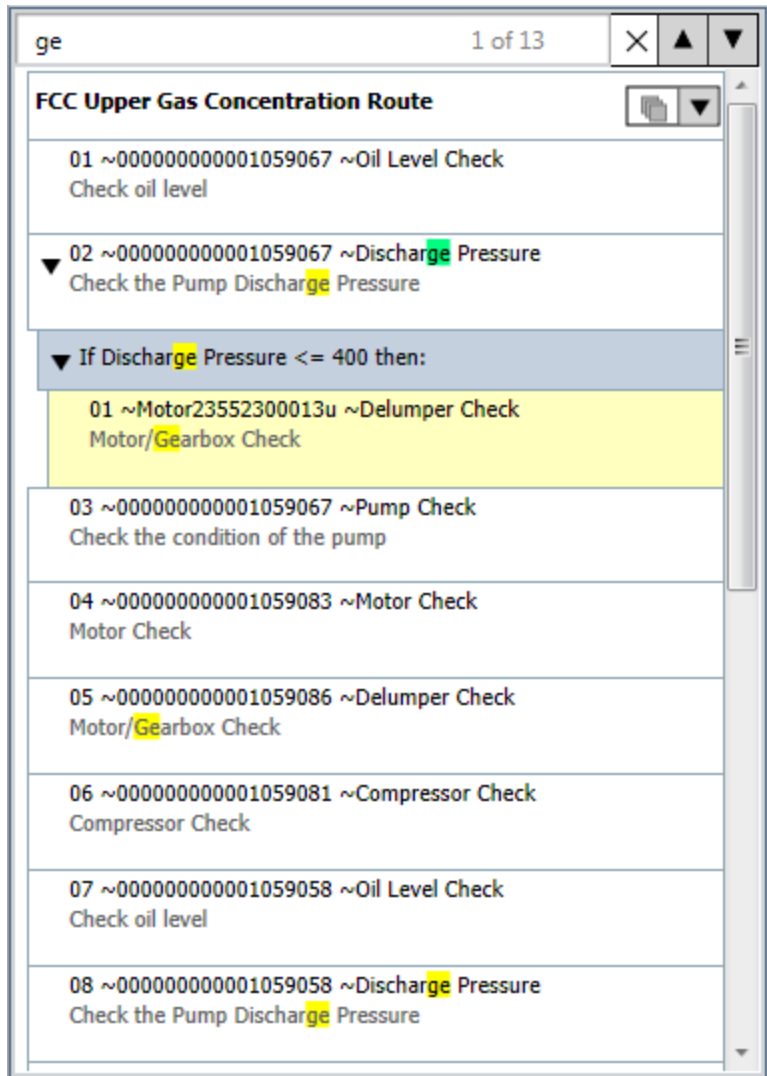 ge 1 of 13
FCC Upper Gas Concentration Route
01 ~000000000001059067 ~Oil Level Check
Check oil level
02 ~000000000001059067 ~Discharge Pressure
Check the Pump Discharge Pressure
If Discharge Pressure <= 400 then:
01 ~Motor23552300013u ~Delumper Check
Motor/Gearbox Check
03 ~000000000001059067 ~Pump Check
Check the condition of the pump
04 ~000000000001059083 ~Motor Check
Motor Check
05 ~000000000001059086 ~Delumper Check
Motor/Gearbox Check
06 ~000000000001059081 ~Compressor Check
Compressor Check
07 ~000000000001059058 ~Oil Level Check
Check oil level
08 ~000000000001059058 ~Discharge Pressure
Check the Pump Discharge Pressure